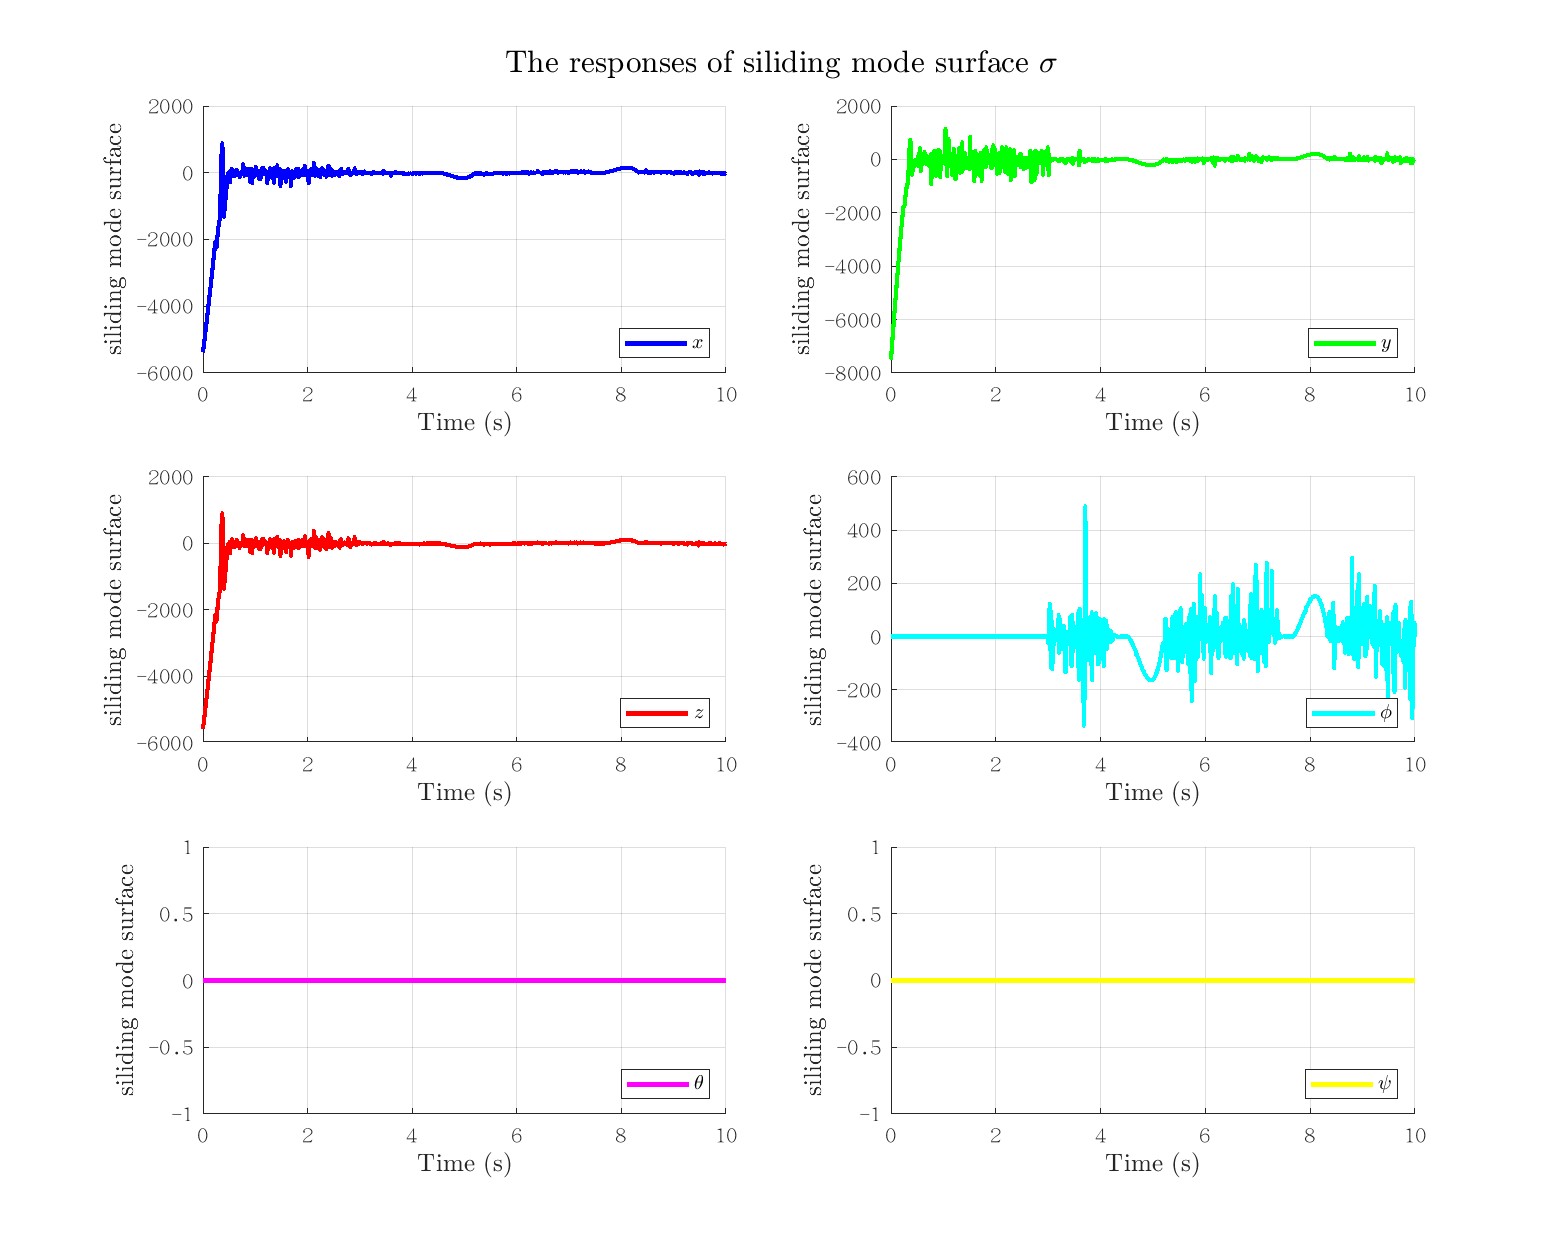 The responses of siliding mode surface σ
siliding mode surface
2000
0
-2000
-4000
-6000
0 2 4 6 8 10
Time (s)
x
siliding mode surface
2000
0
-2000
-4000
-6000
-8000
0 2 4 6 8 10
Time (s)
y
siliding mode surface
2000
0
-2000
-4000
-6000
0 2 4 6 8 10
Time (s)
z
siliding mode surface
600
400
200
0
-200
-400
0 2 4 6 8 10
Time (s)
ϕ
siliding mode surface
1
0.5
0
-0.5
-1
0 2 4 6 8 10
Time (s)
θ
siliding mode surface
1
0.5
0
-0.5
-1
0 2 4 6 8 10
Time (s)
ψ